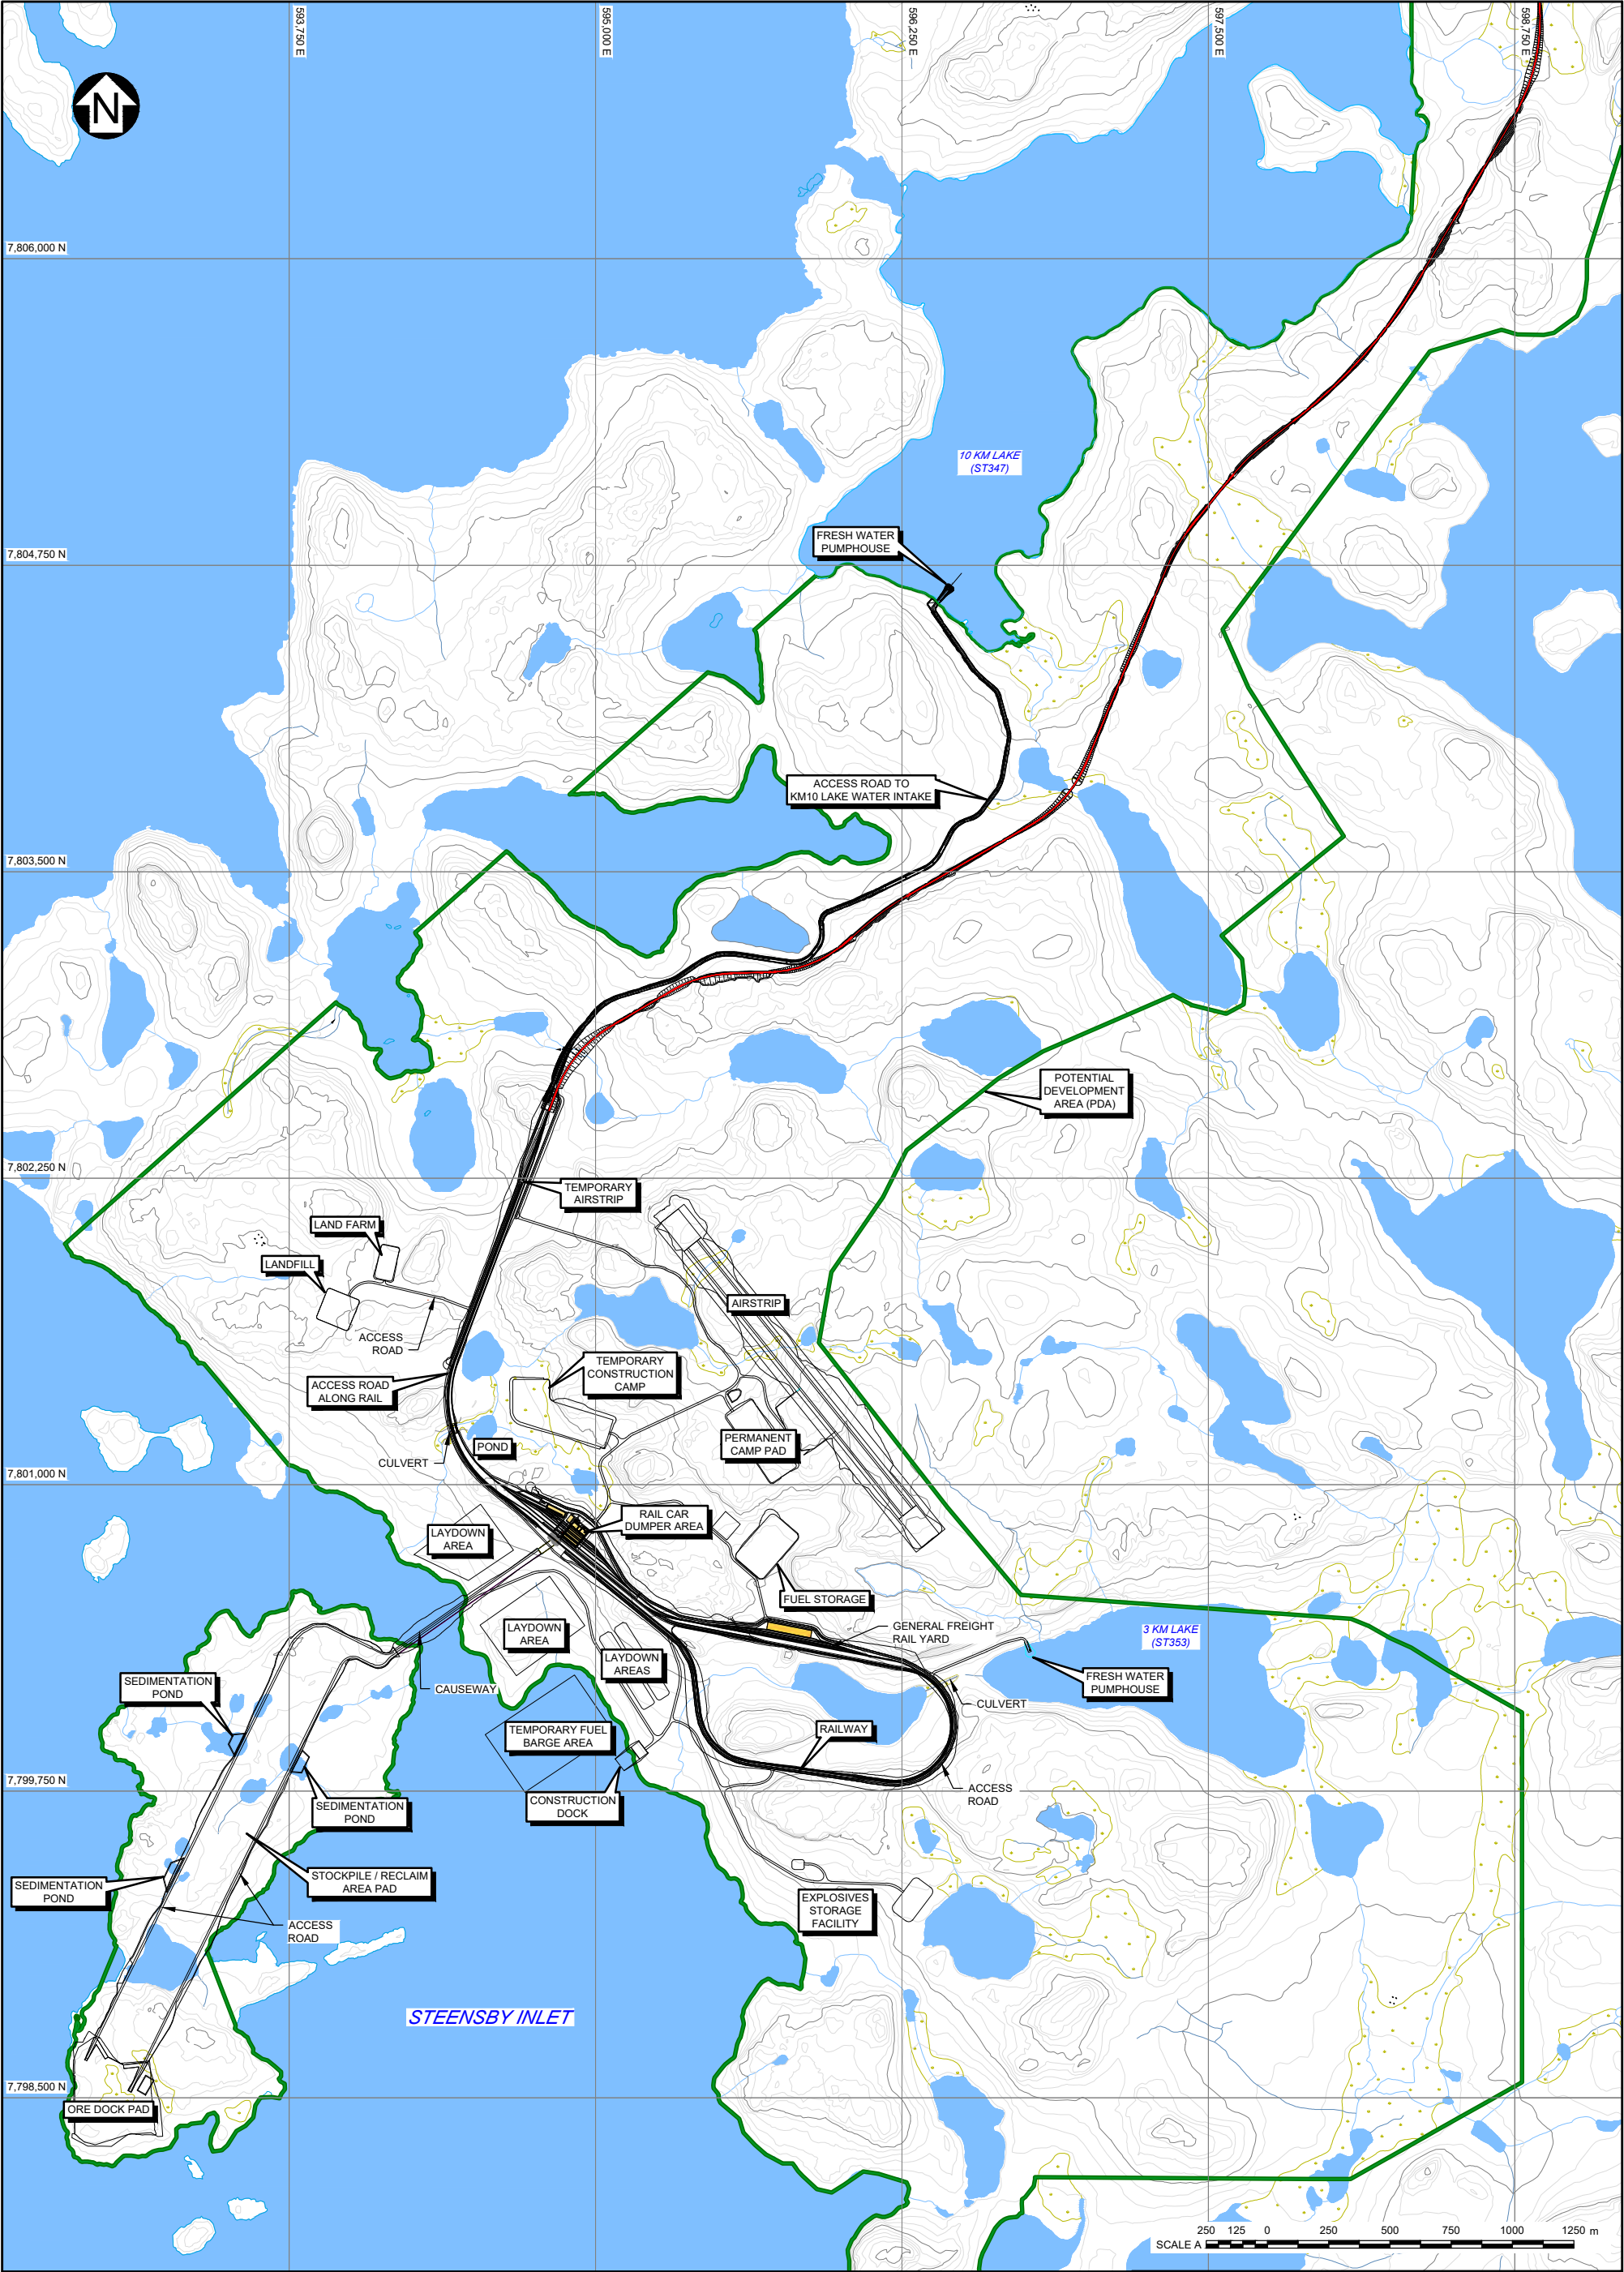 593,750 E
595,000 E
596,250 E
597,500 E
598,750 E
N
7,806,000 N
10 KM LAKE
(ST347)
FRESH WATER
PUMPHOUSE
7,804,750 N
ACCESS ROAD TO
KM10 LAKE WATER INTAKE
7,803,500 N
POTENTIAL
DEVELOPMENT
AREA (PDA)
7,802,250 N
TEMPORARY
AIRSTRIP
LAND FARM
LANDFILL
AIRSTRIP
ACCESS
ROAD
TEMPORARY
CONSTRUCTION
CAMP
ACCESS ROAD
ALONG RAIL
PERMANENT
CAMP PAD
POND
CULVERT
7,801,000 N
RAIL CAR
DUMPER AREA
LAYDOWN
AREA
FUEL STORAGE
GENERAL FREIGHT
RAIL YARD
3 KM LAKE
(ST353)
LAYDOWN
AREA
LAYDOWN
AREAS
FRESH WATER
PUMPHOUSE
SEDIMENTATION
POND
CAUSEWAY
CULVERT
TEMPORARY FUEL
BARGE AREA
RAILWAY
7,799,750 N
ACCESS
ROAD
SEDIMENTATION
POND
CONSTRUCTION
DOCK
STOCKPILE / RECLAIM
AREA PAD
SEDIMENTATION
POND
EXPLOSIVES
STORAGE
FACILITY
ACCESS
ROAD
STEENSBY INLET
7,798,500 N
ORE DOCK PAD
250 125 0 250 500 750 1000 1250 m
SCALE A